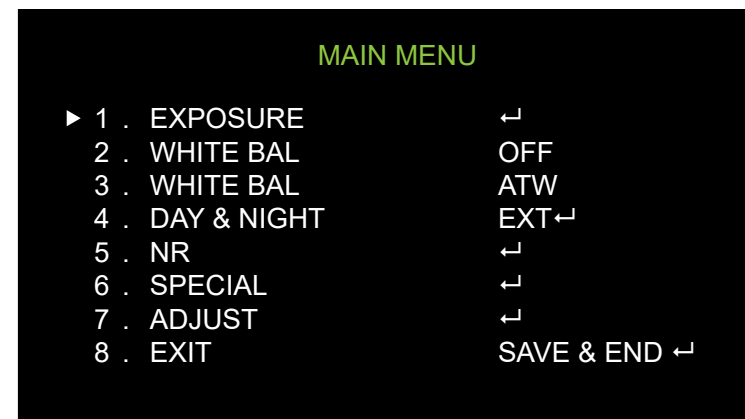 MAIN MENU
▶ 1 . EXPOSURE ↵
2 . WHITE BAL OFF
3 . WHITE BAL ATW
4 . DAY & NIGHT EXT↵
5 . NR ↵
6 . SPECIAL ↵
7 . ADJUST ↵
8 . EXIT SAVE & END ↵